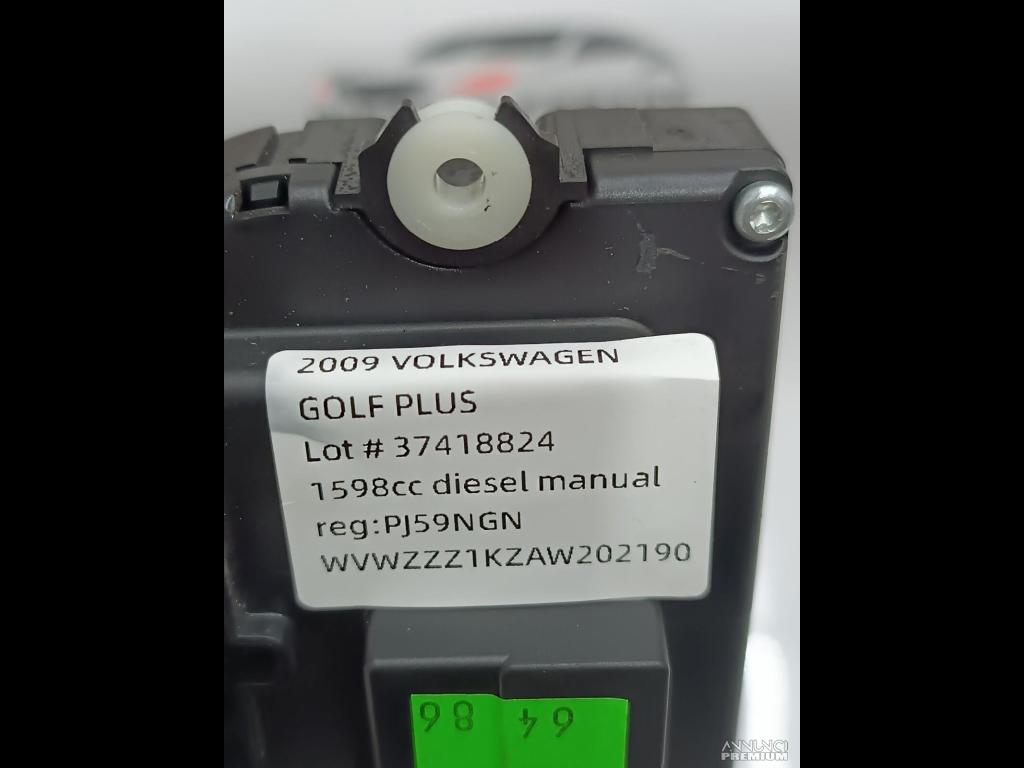 2009 VOLKSWAGEN
GOLF PLUS
Lot # 37418824
1598cc diesel manual
reg:PJ59NGN
WVWZZZ1KZAW202190
98 64
ANNUNCI
PREMIUM